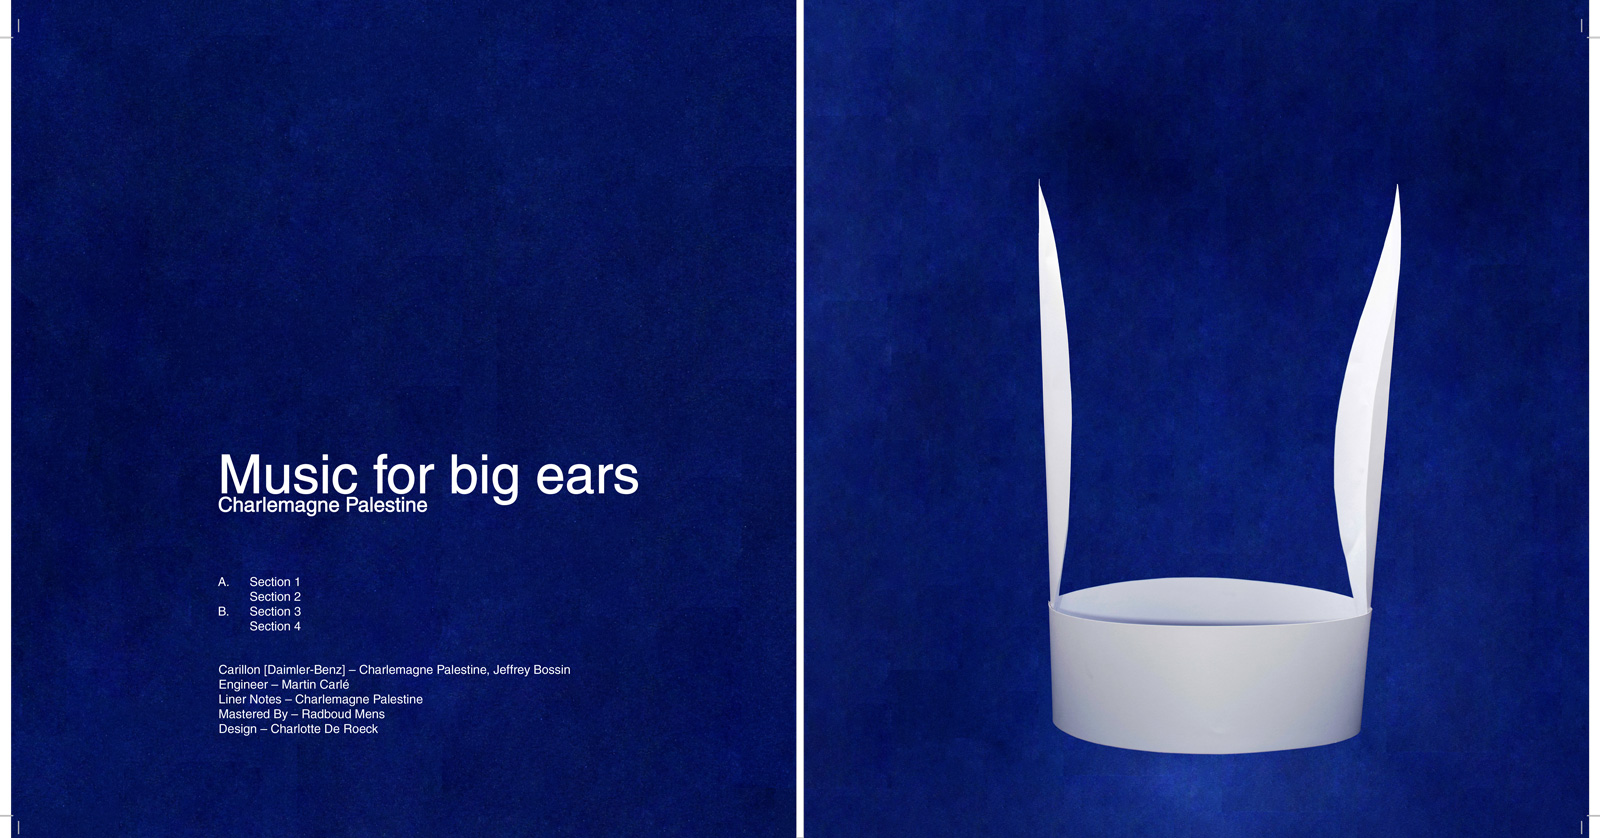 Music for big ears
Charlemagne Palestine
A. Section 1
Section 2
B. Section 3
Section 4
Carillon [Daimler-Benz] – Charlemagne Palestine, Jeffrey Bossin
Engineer – Martin Carlé
Liner Notes – Charlemagne Palestine
Mastered By – Radboud Mens
Design – Charlotte De Roeck